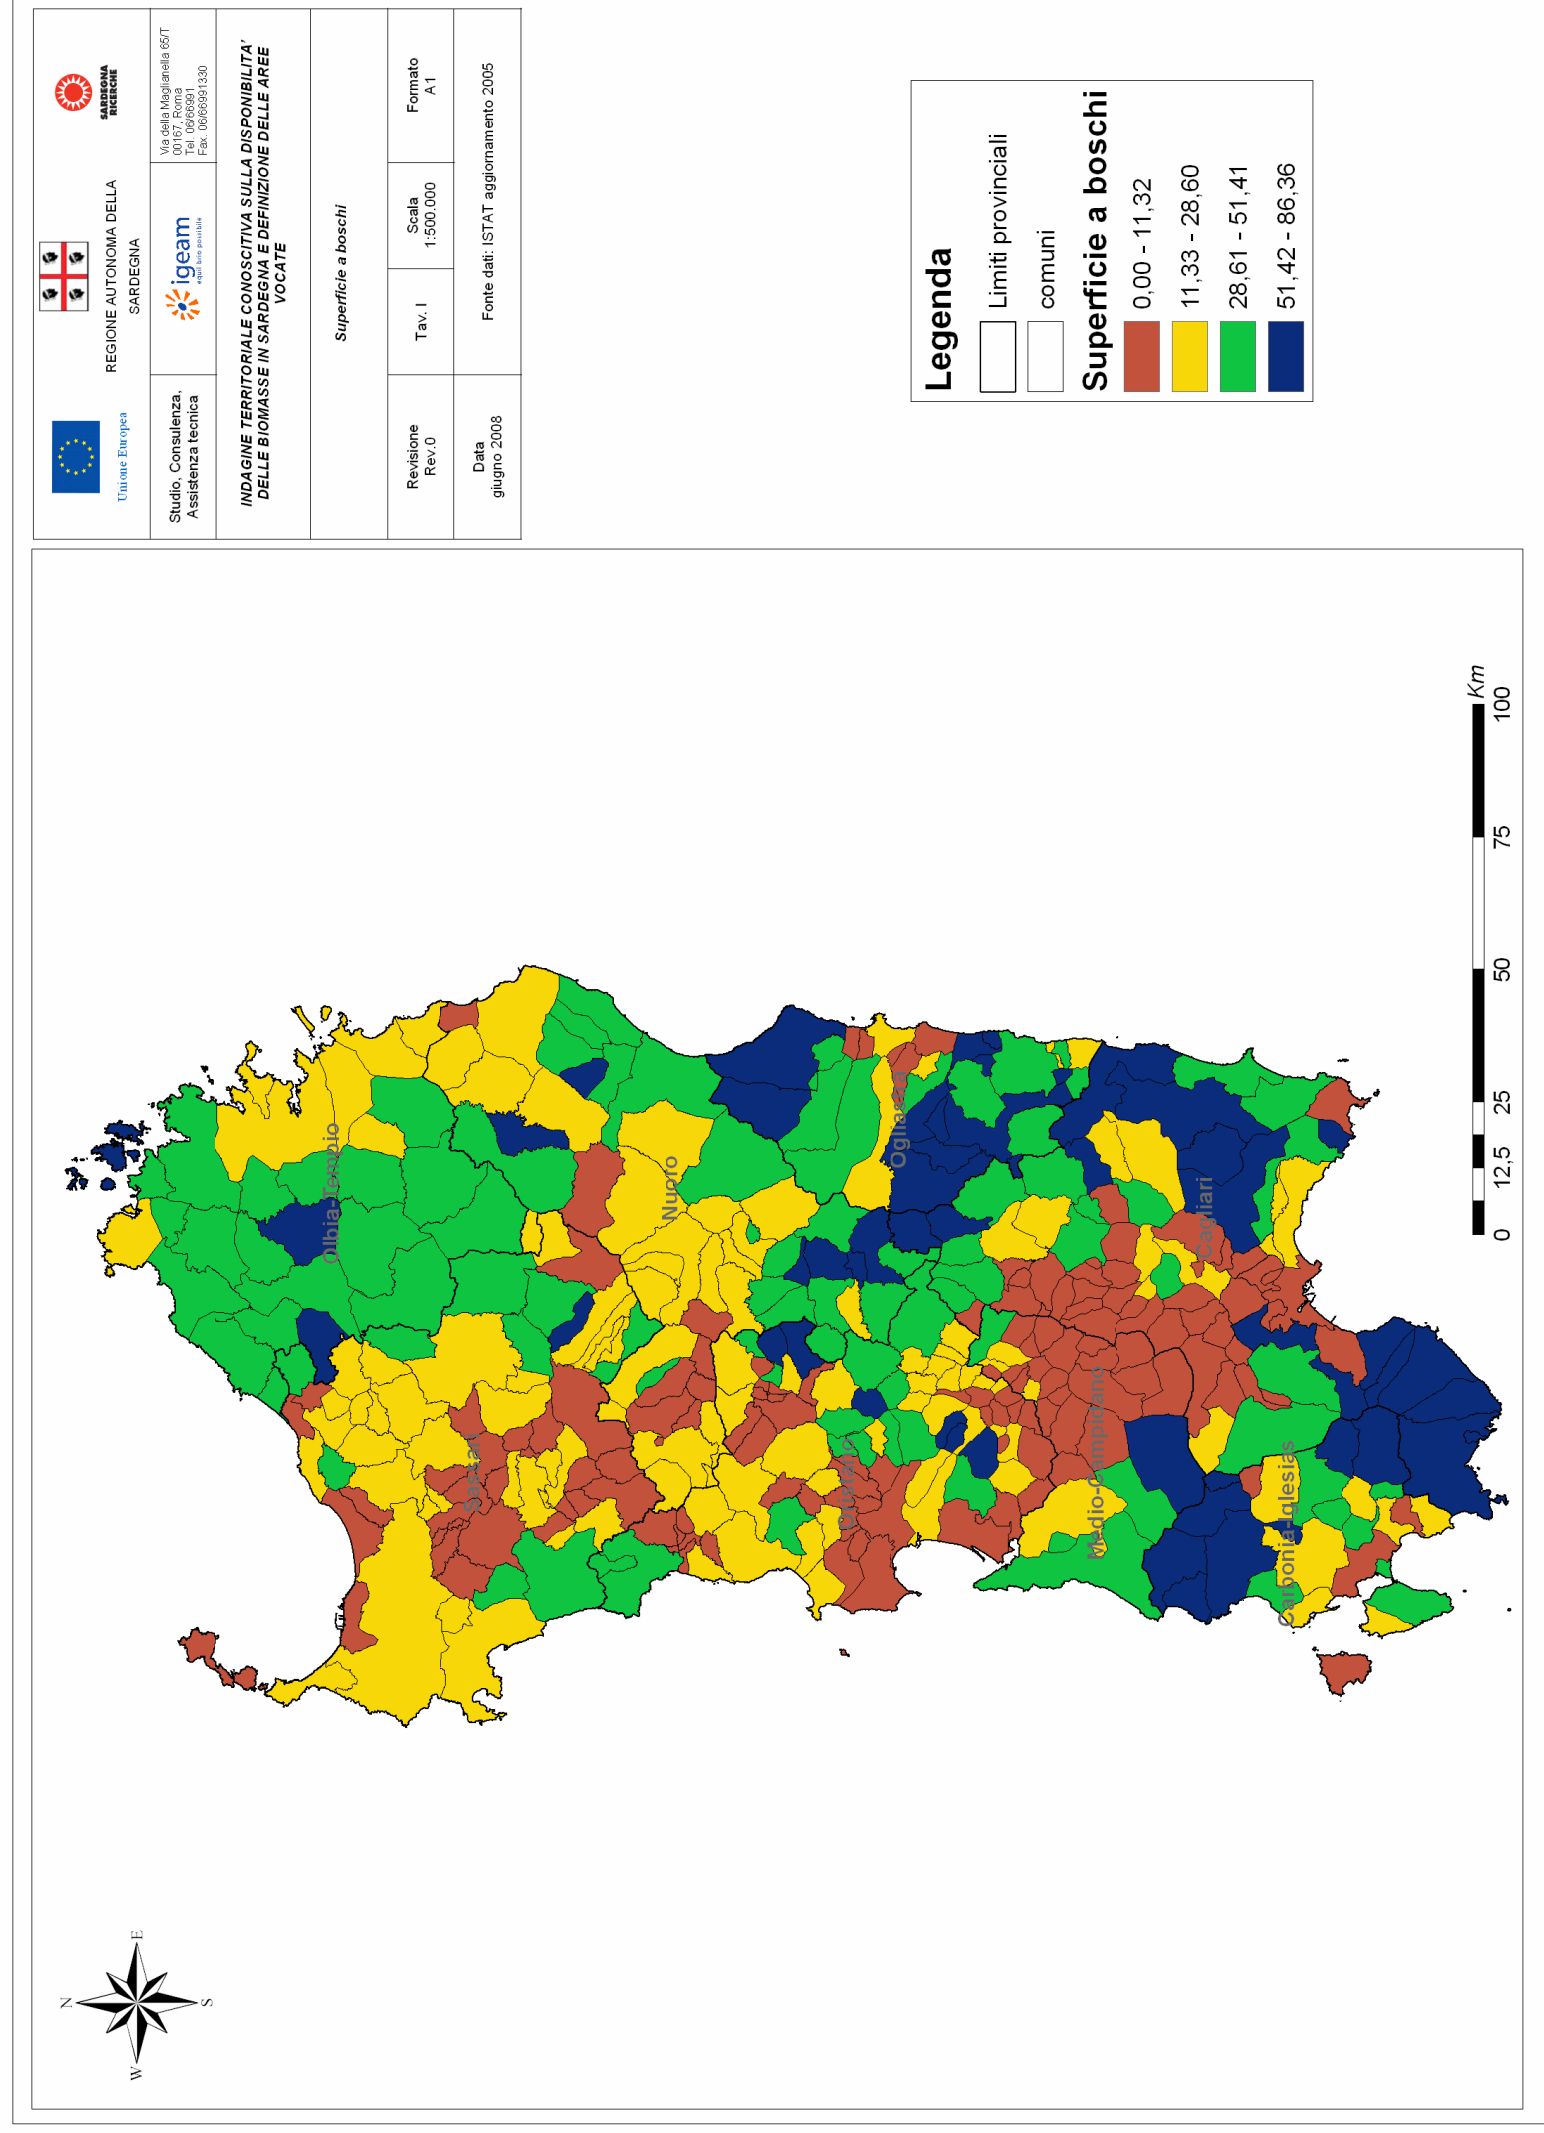 Unione Europea
REGIONE AUTONOMA DELLA
SARDEGNA
SARDEGNA
RICERCHE
Studio, Consulenza,
Assistenza tecnica
igeam
equilibrio possibile
Via della Maglianella 65/T
00167, Roma
Tel. 06/66991
Fax. 06/66991330
INDAGINE TERRITORIALE CONOSCITIVA SULLA DISPONIBILITA'
DELLE BIOMASSE IN SARDEGNA E DEFINIZIONE DELLE AREE
VOCATE
Superficie a boschi
Revisione
Rev.0
Tav. I
Scala
1:500.000
Formato
A1
Data
giugno 2008
Fonte dati: ISTAT aggiornamento 2005
Legenda
Limiti provinciali
comuni
Superficie a boschi
0,00 - 11,32
11,33 - 28,60
28,61 - 51,41
51,42 - 86,36
N
W
E
S
Olbia-Tempio
Sassari
Nuoro
Oristano
Ogliastra
Medio-Campidano
Cagliari
Carbonia-Iglesias
0
12,5
25
50
75
100
Km